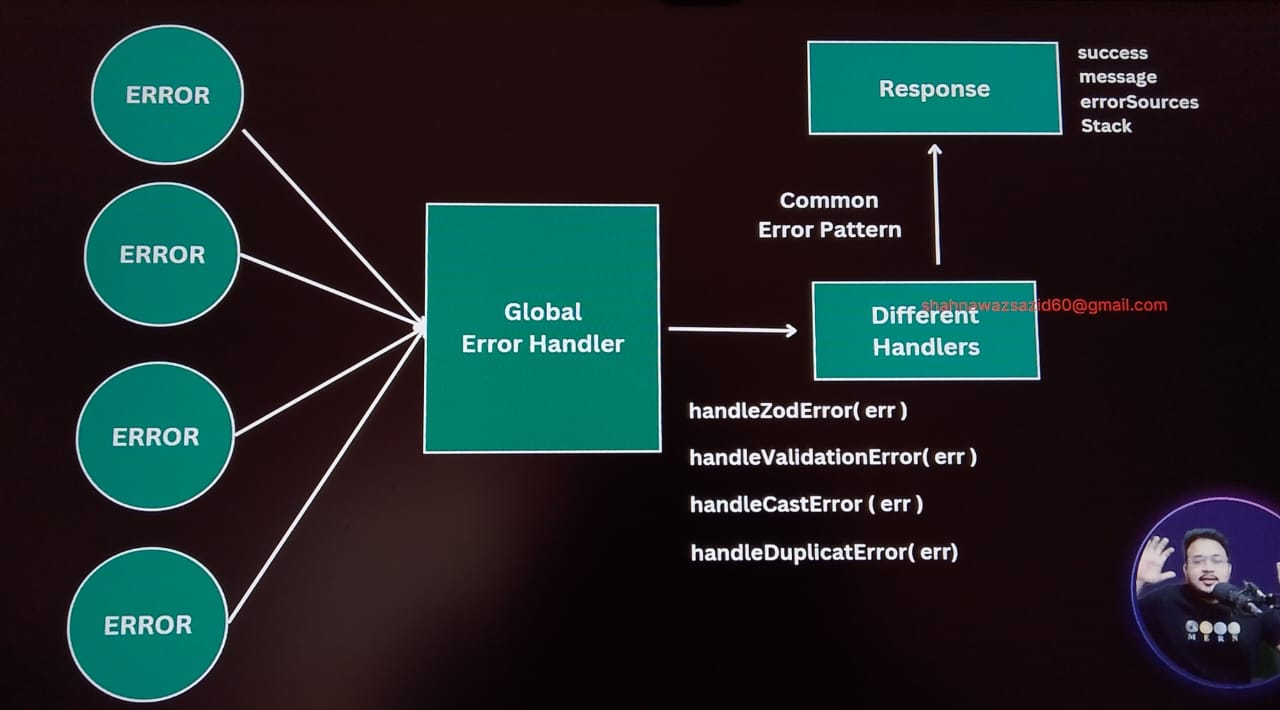 ERROR
ERROR
ERROR
ERROR
Global
Error Handler
Different
Handlers
shahnawazsazid60@gmail.com
handleZodError( err )
handleValidationError( err )
handleCastError ( err )
handleDuplicatError( err)
Common
Error Pattern
Response
success
message
errorSources
Stack
MERN